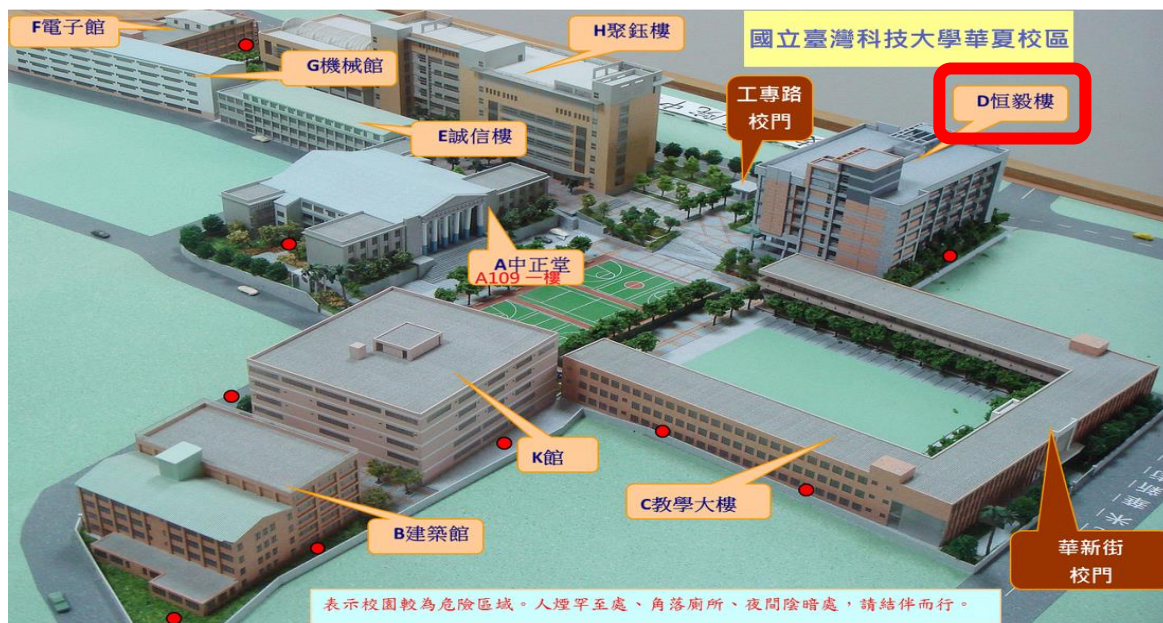 F電子館
H聚鈺樓
國立臺灣科技大學華夏校區
G機械館
工專路
校門
D恒毅樓
E誠信樓
A中正堂
A109 一樓
K館
C教學大樓
B建築館
華新街
校門
表示校園較為危險區域。人煙罕至處、角落廁所、夜間陰暗處，請結伴而行。